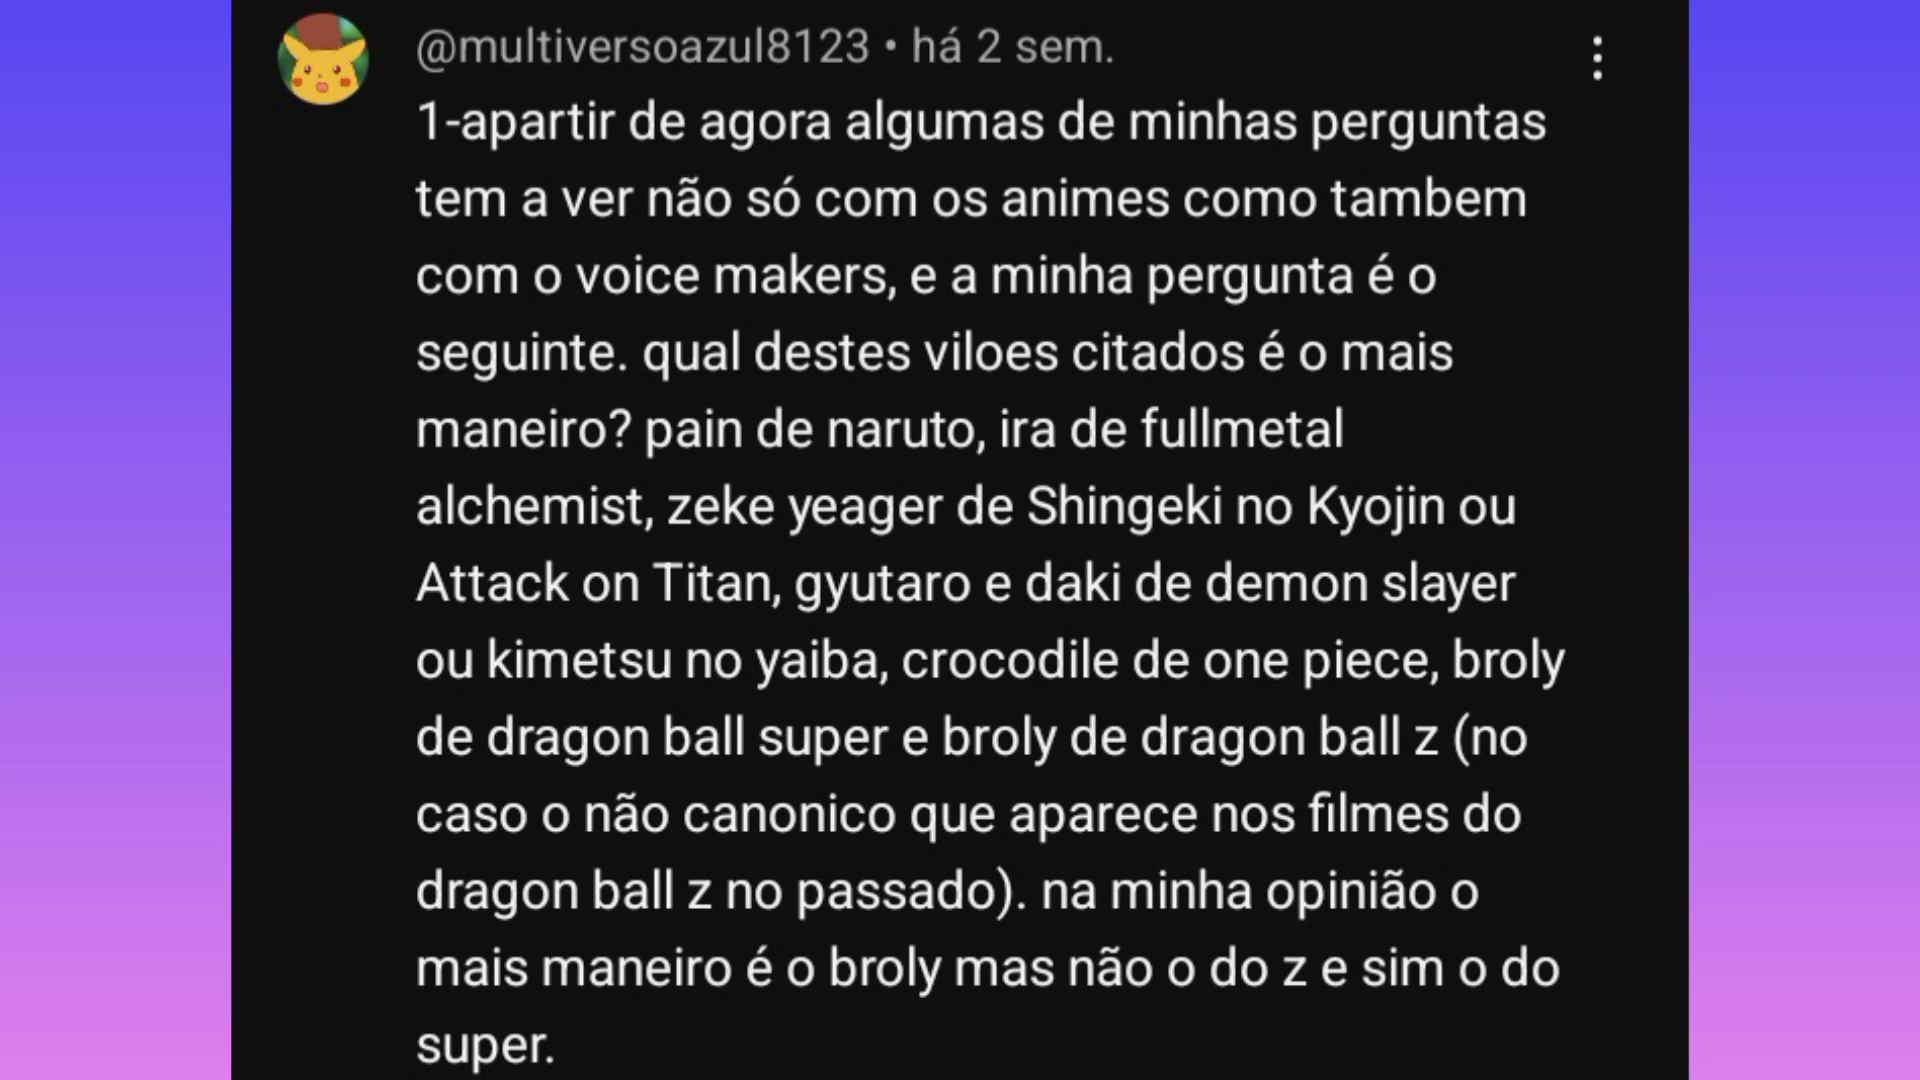 @multiversoazul8123 • há 2 sem.
1-apartir de agora algumas de minhas perguntas
tem a ver não só com os animes como tambem
com o voice makers, e a minha pergunta é o
seguinte. qual destes viloes citados é o mais
maneiro? pain de naruto, ira de fullmetal
alchemist, zeke yeager de Shingeki no Kyojin ou
Attack on Titan, gyutaro e daki de demon slayer
ou kimetsu no yaiba, crocodile de one piece, broly
de dragon ball super e broly de dragon ball z (no
caso o não canonico que aparece nos filmes do
dragon ball z no passado). na minha opinião o
mais maneiro é o broly mas não o do z e sim o do
super.